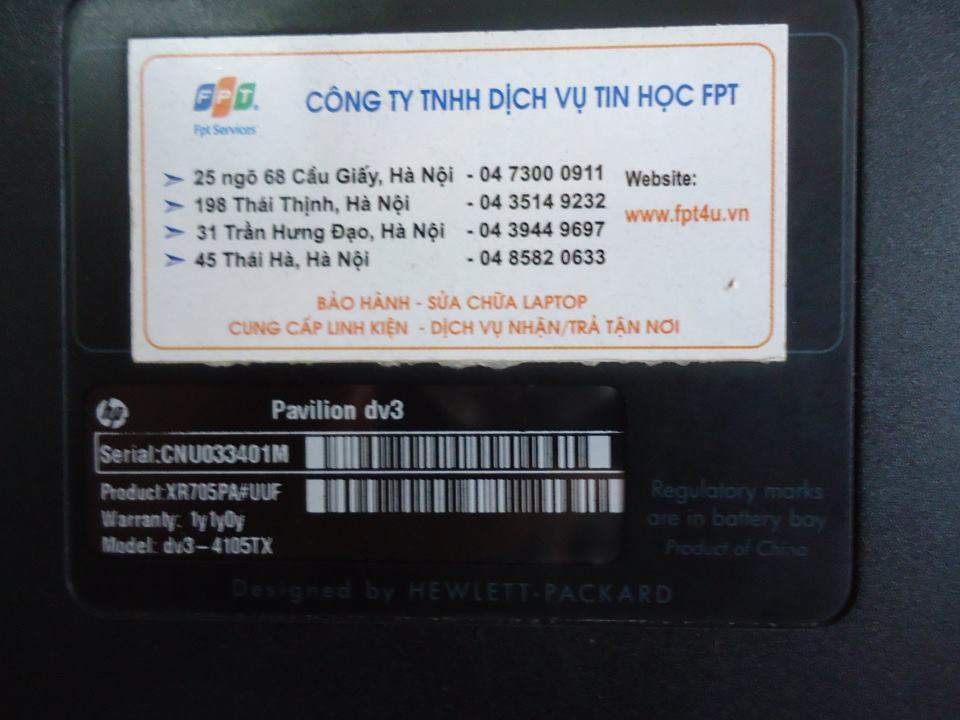 FPT
Fpt Services
CÔNG TY TNHH DỊCH VỤ TIN HỌC FPT
25 ngõ 68 Cầu Giấy, Hà Nội - 04 7300 0911
198 Thái Thịnh, Hà Nội - 04 3514 9232
31 Trần Hưng Đạo, Hà Nội - 04 3944 9697
45 Thái Hà, Hà Nội - 04 8582 0633
Website:
www.fpt4u.vn
BẢO HÀNH - SỬA CHỮA LAPTOP
CUNG CẤP LINH KIỆN - DỊCH VỤ NHẬN/TRẢ TẬN NƠI
hp
Pavilion dv3
Serial:CNU033401M
Product:XR705PA#UUF
Warranty: 1y1y0y
Model: dv3-4105TX
Regulatory marks
are in battery bay
Product of China
Designed by HEWLETT-PACKARD